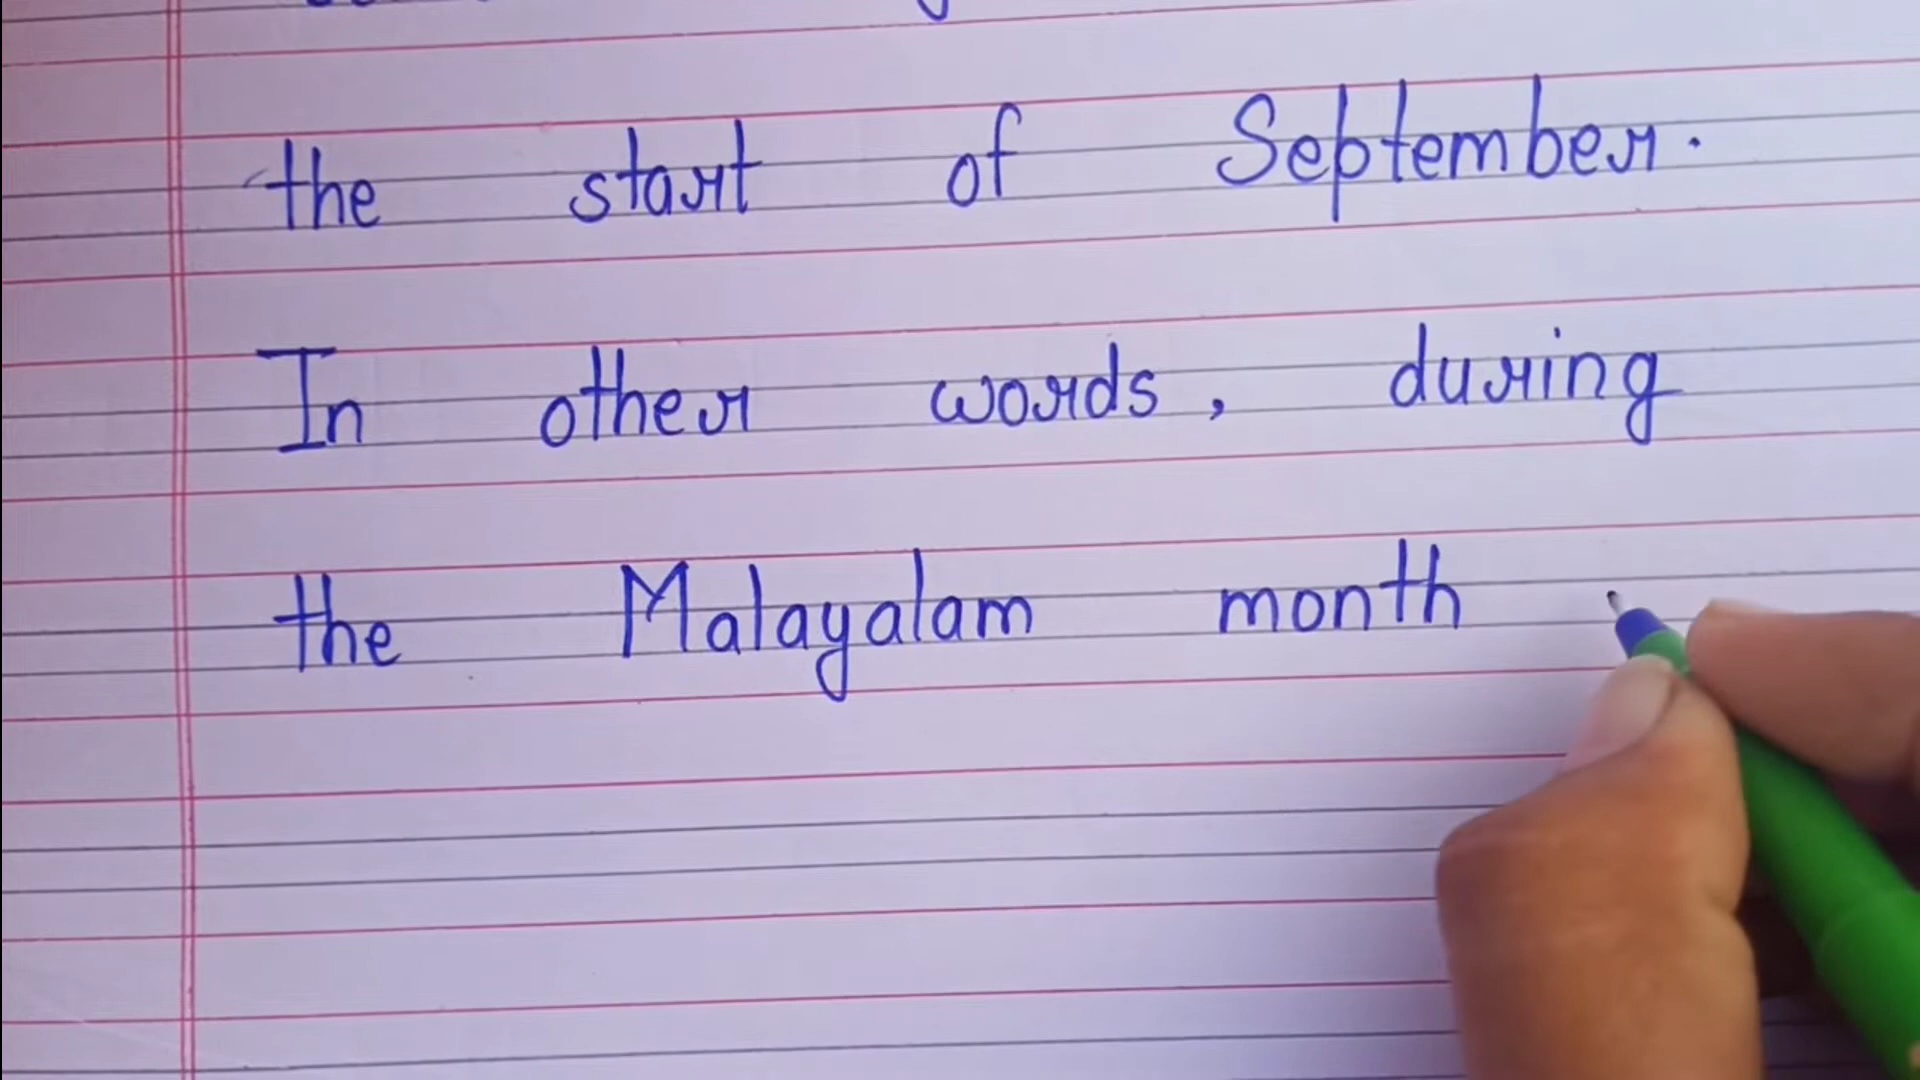 the start of September.
In other words, during
the Malayalam month